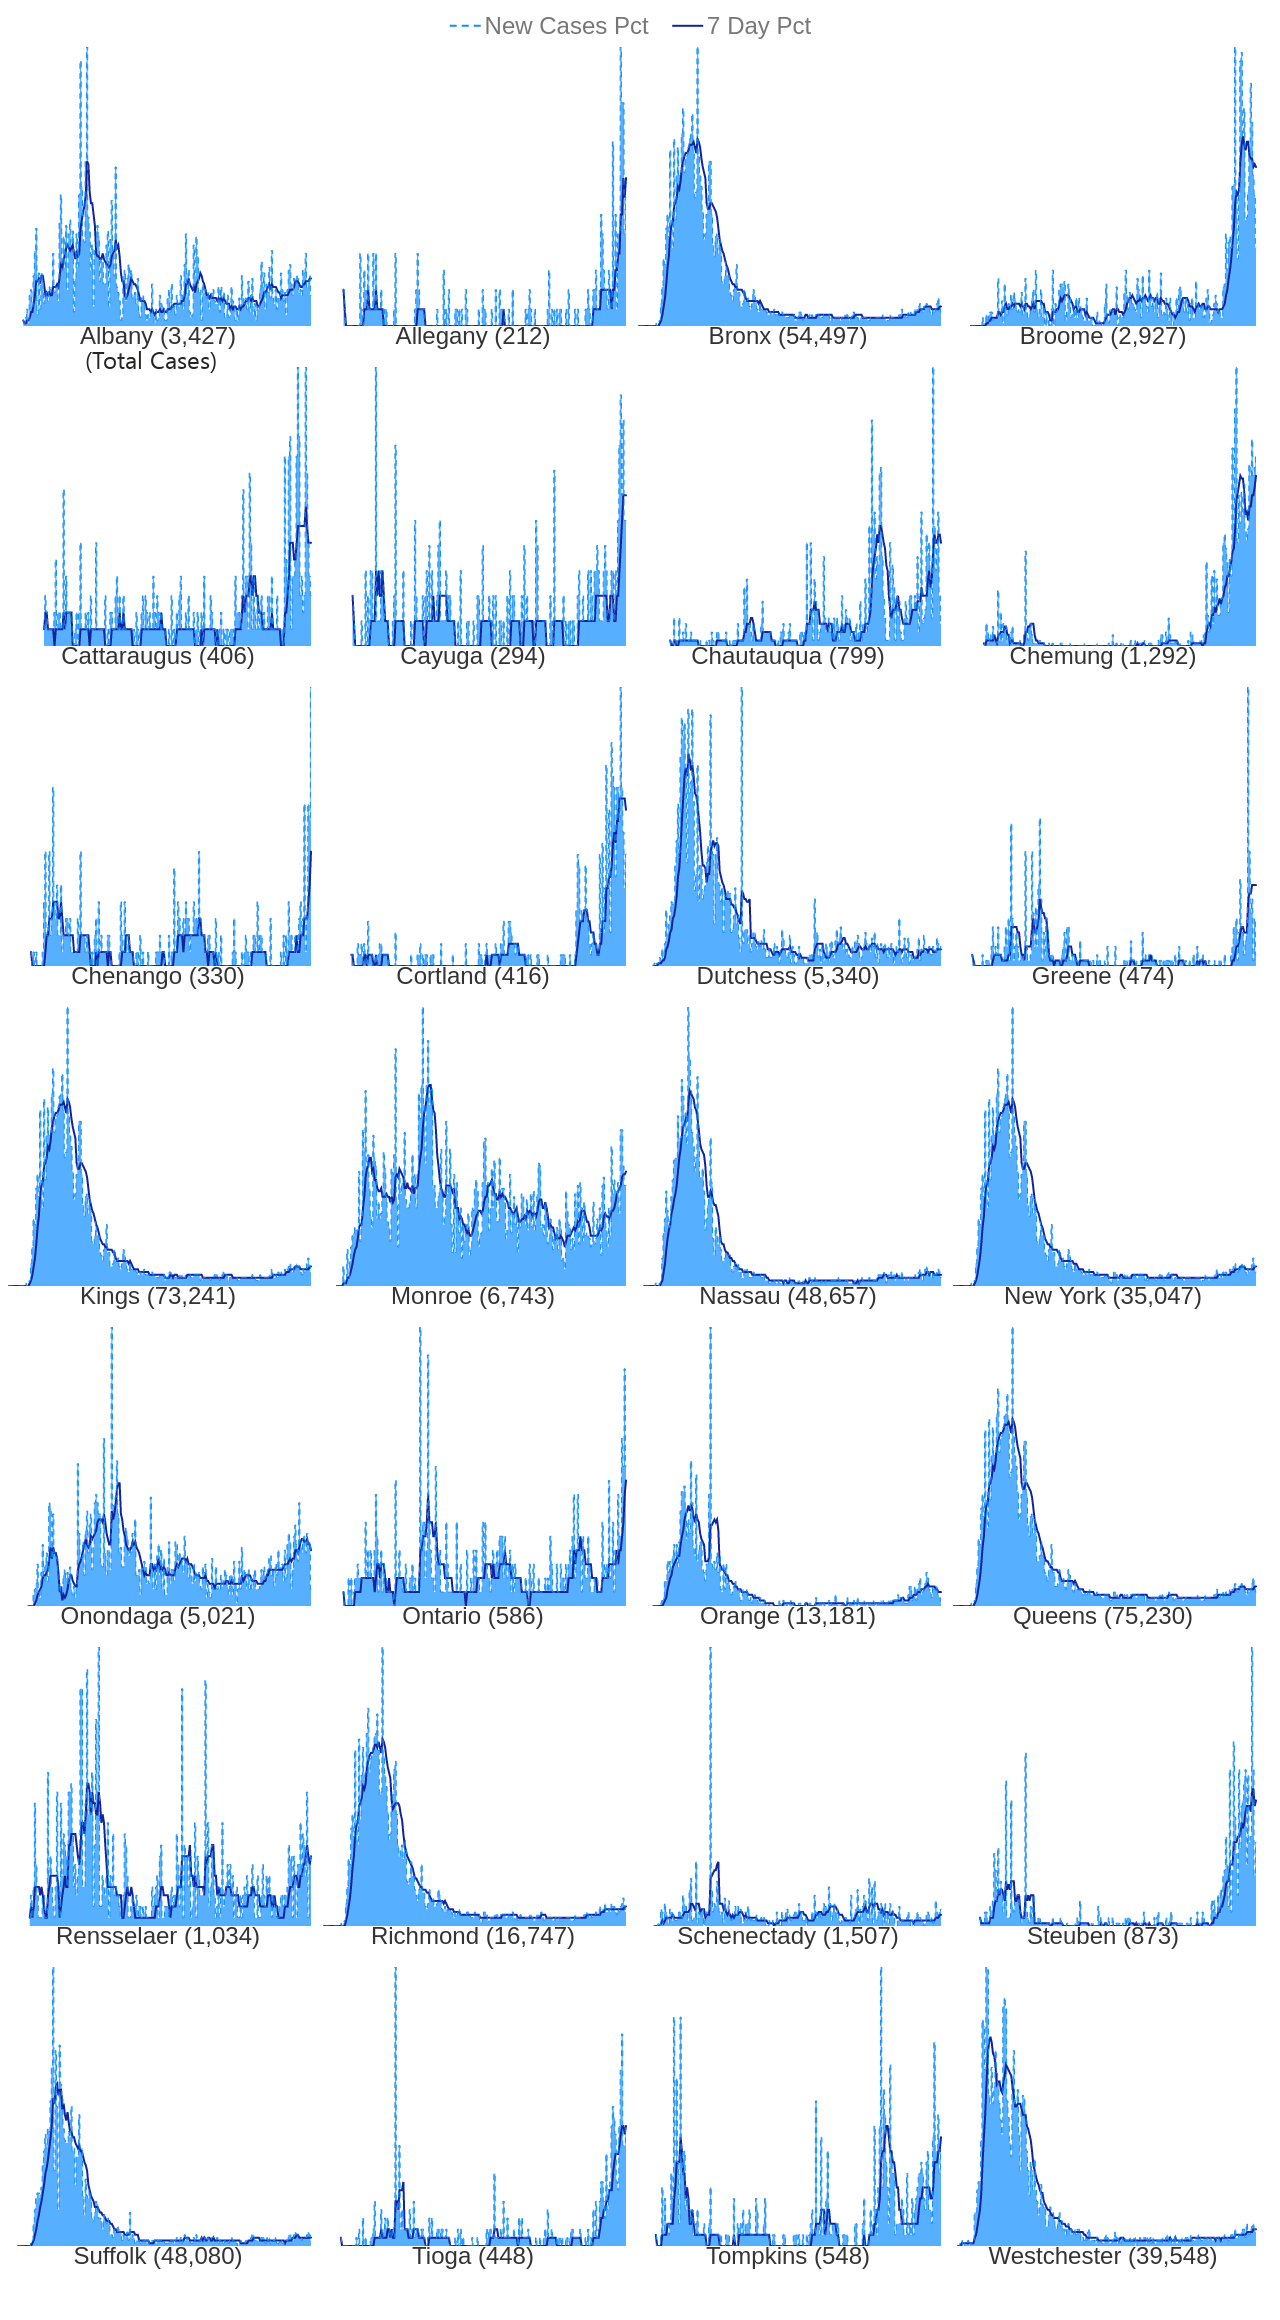 New Cases Pct 7 Day Pct
Albany (3,427) Allegany (212) Bronx (54,497) Broome (2,927)
(Total Cases)
Cattaraugus (406) Cayuga (294) Chautauqua (799) Chemung (1,292)
Chenango (330) Cortland (416) Dutchess (5,340) Greene (474)
Kings (73,241) Monroe (6,743) Nassau (48,657) New York (35,047)
Onondaga (5,021) Ontario (586) Orange (13,181) Queens (75,230)
Rensselaer (1,034) Richmond (16,747) Schenectady (1,507) Steuben (873)
Suffolk (48,080) Tioga (448) Tompkins (548) Westchester (39,548)